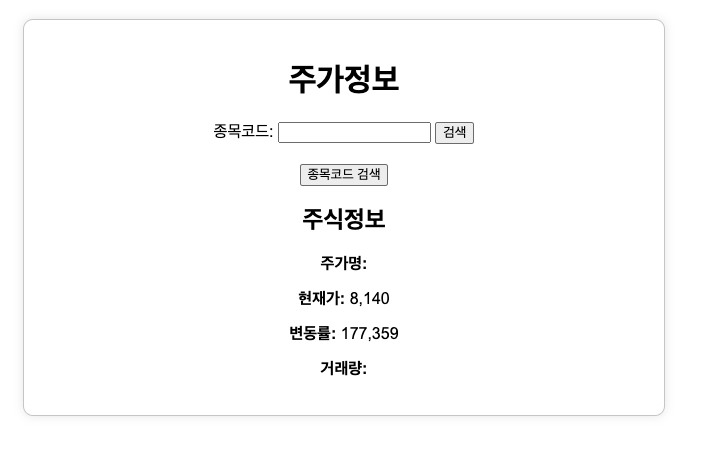 주가정보
종목코드: 검색
종목코드 검색
주식정보
주가명:
현재가: 8,140
변동률: 177,359
거래량: